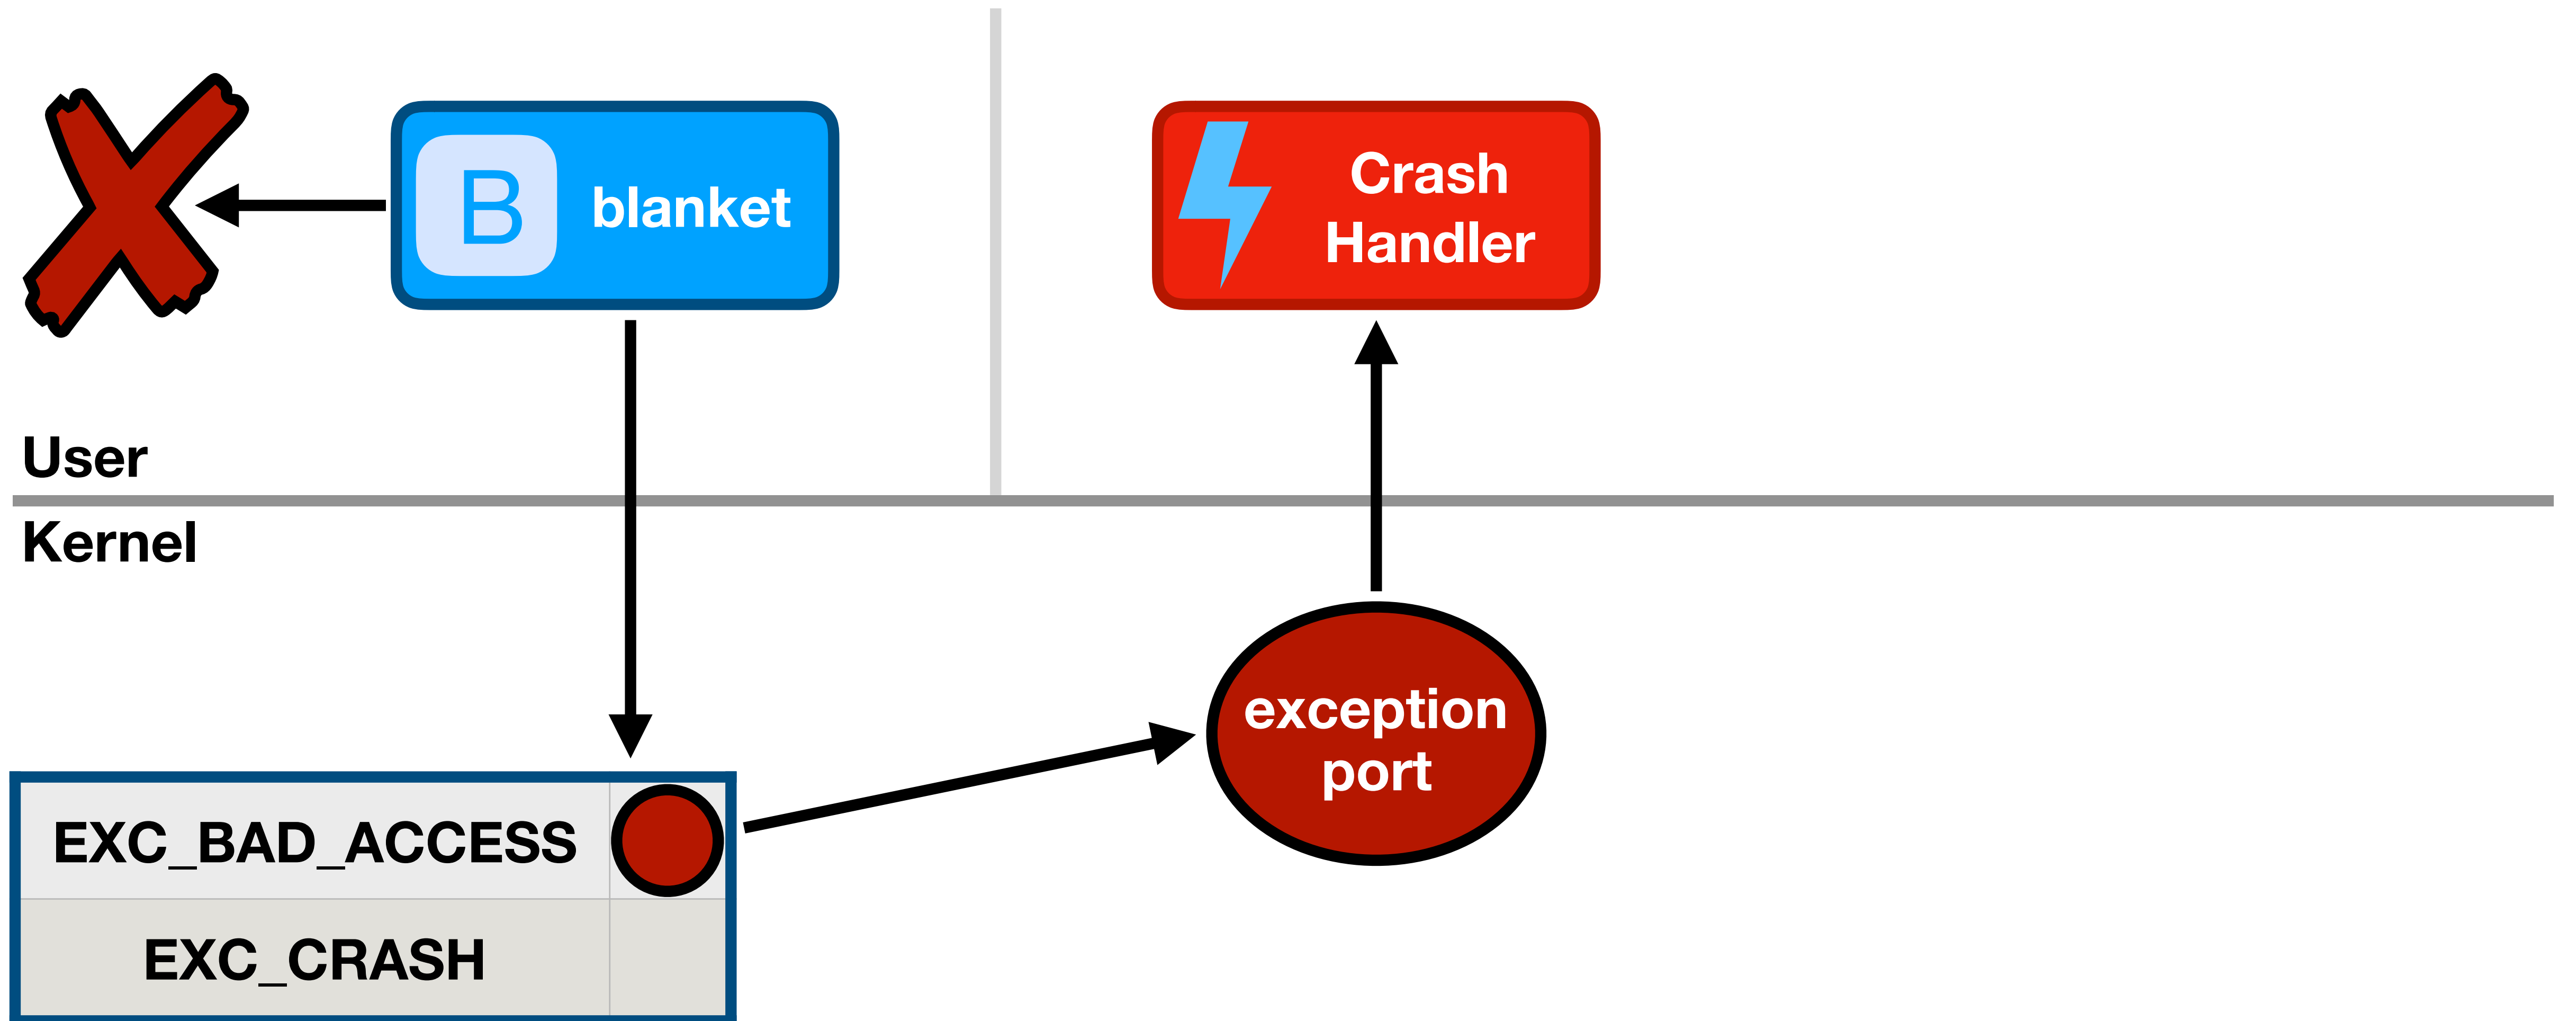 B
blanket
Crash
Handler
User
Kernel
exception
port
EXC_BAD_ACCESS
EXC_CRASH